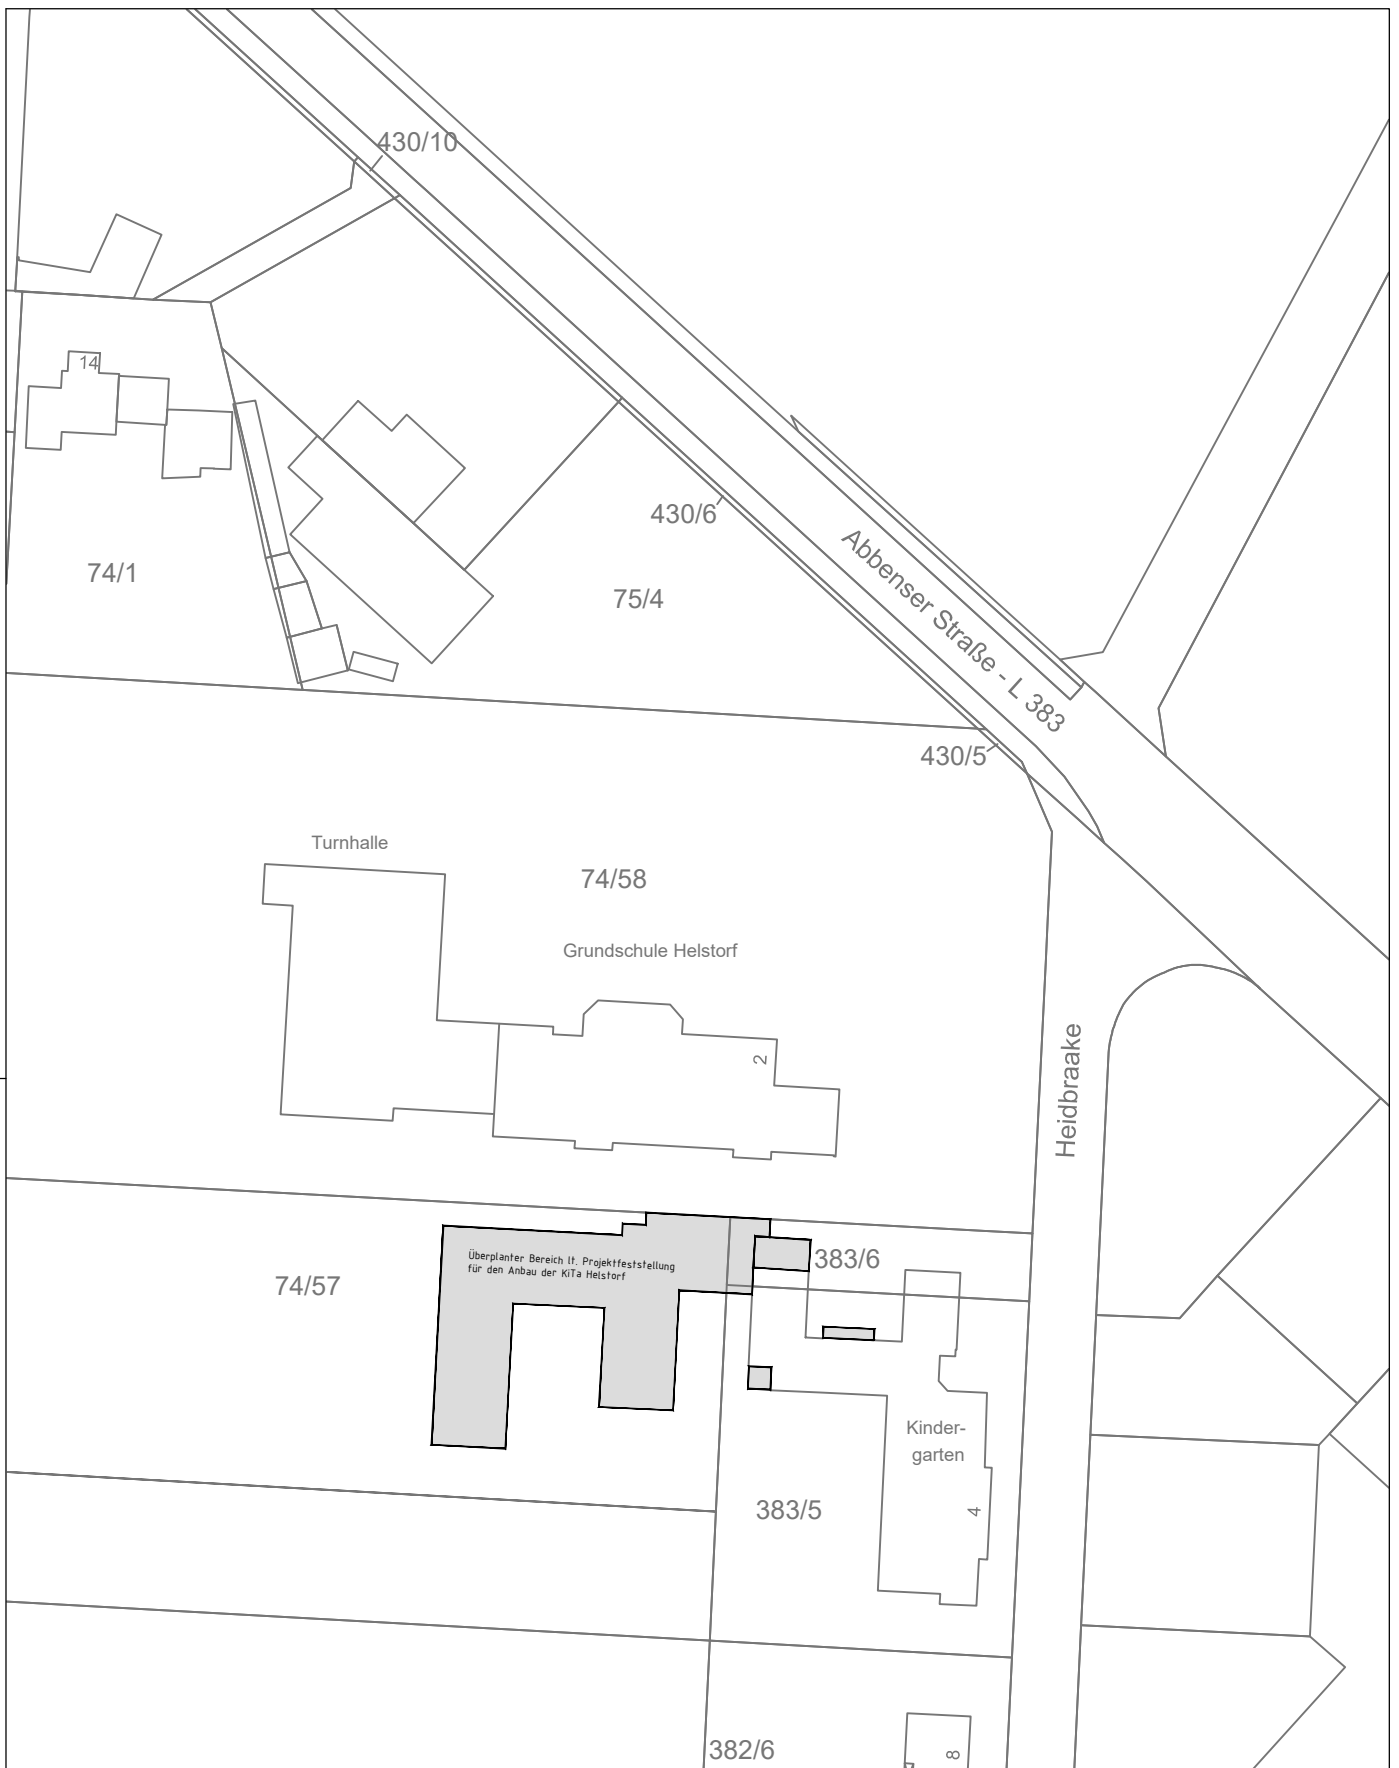 430/10
14
430/6
74/1
75/4
Abbenser Straße - L 383
430/5
Turnhalle
74/58
Grundschule Helstorf
2
Heidbraake
Überplanter Bereich lt. Projektfeststellung
für den Anbau der KiTa Helstorf
383/6
74/57
Kinder-
garten
383/5
4
382/6
8